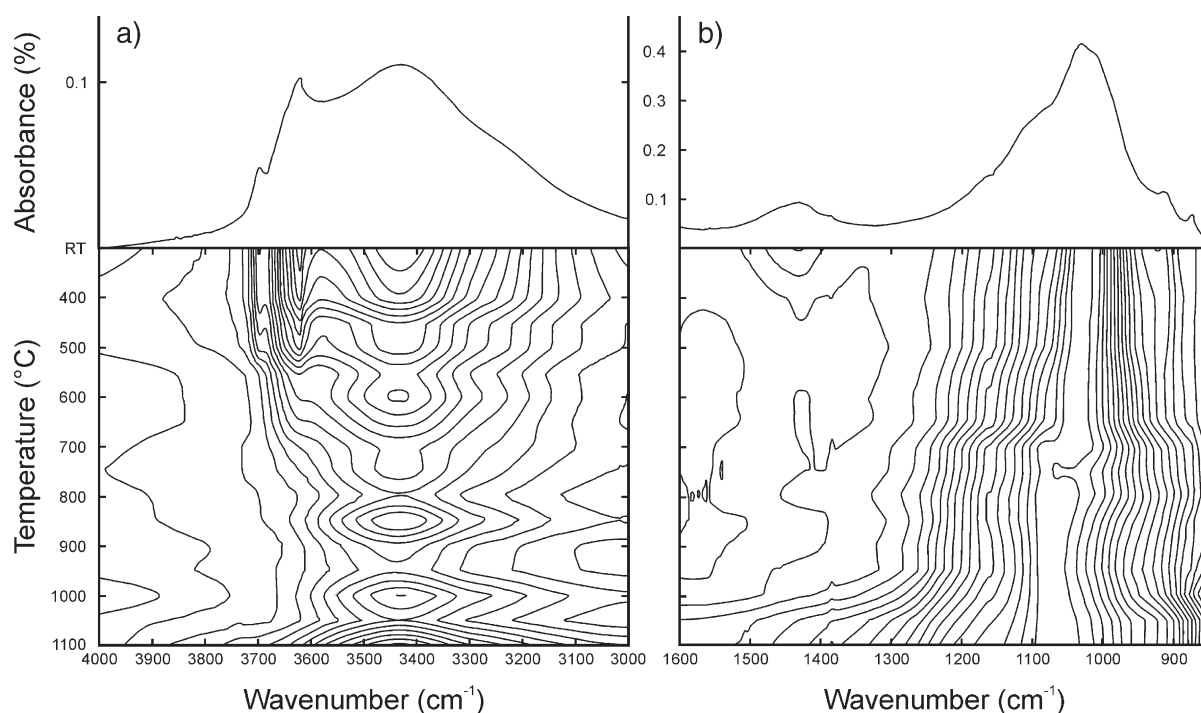 a)
b)
Absorbance (%)
0.1
0.4
0.3
0.2
0.1
RT
400
500
600
700
800
900
1000
1100
Temperature (°C)
4000 3900 3800 3700 3600 3500 3400 3300 3200 3100 3000
1600 1500 1400 1300 1200 1100 1000 900
Wavenumber (cm⁻¹)
Wavenumber (cm⁻¹)